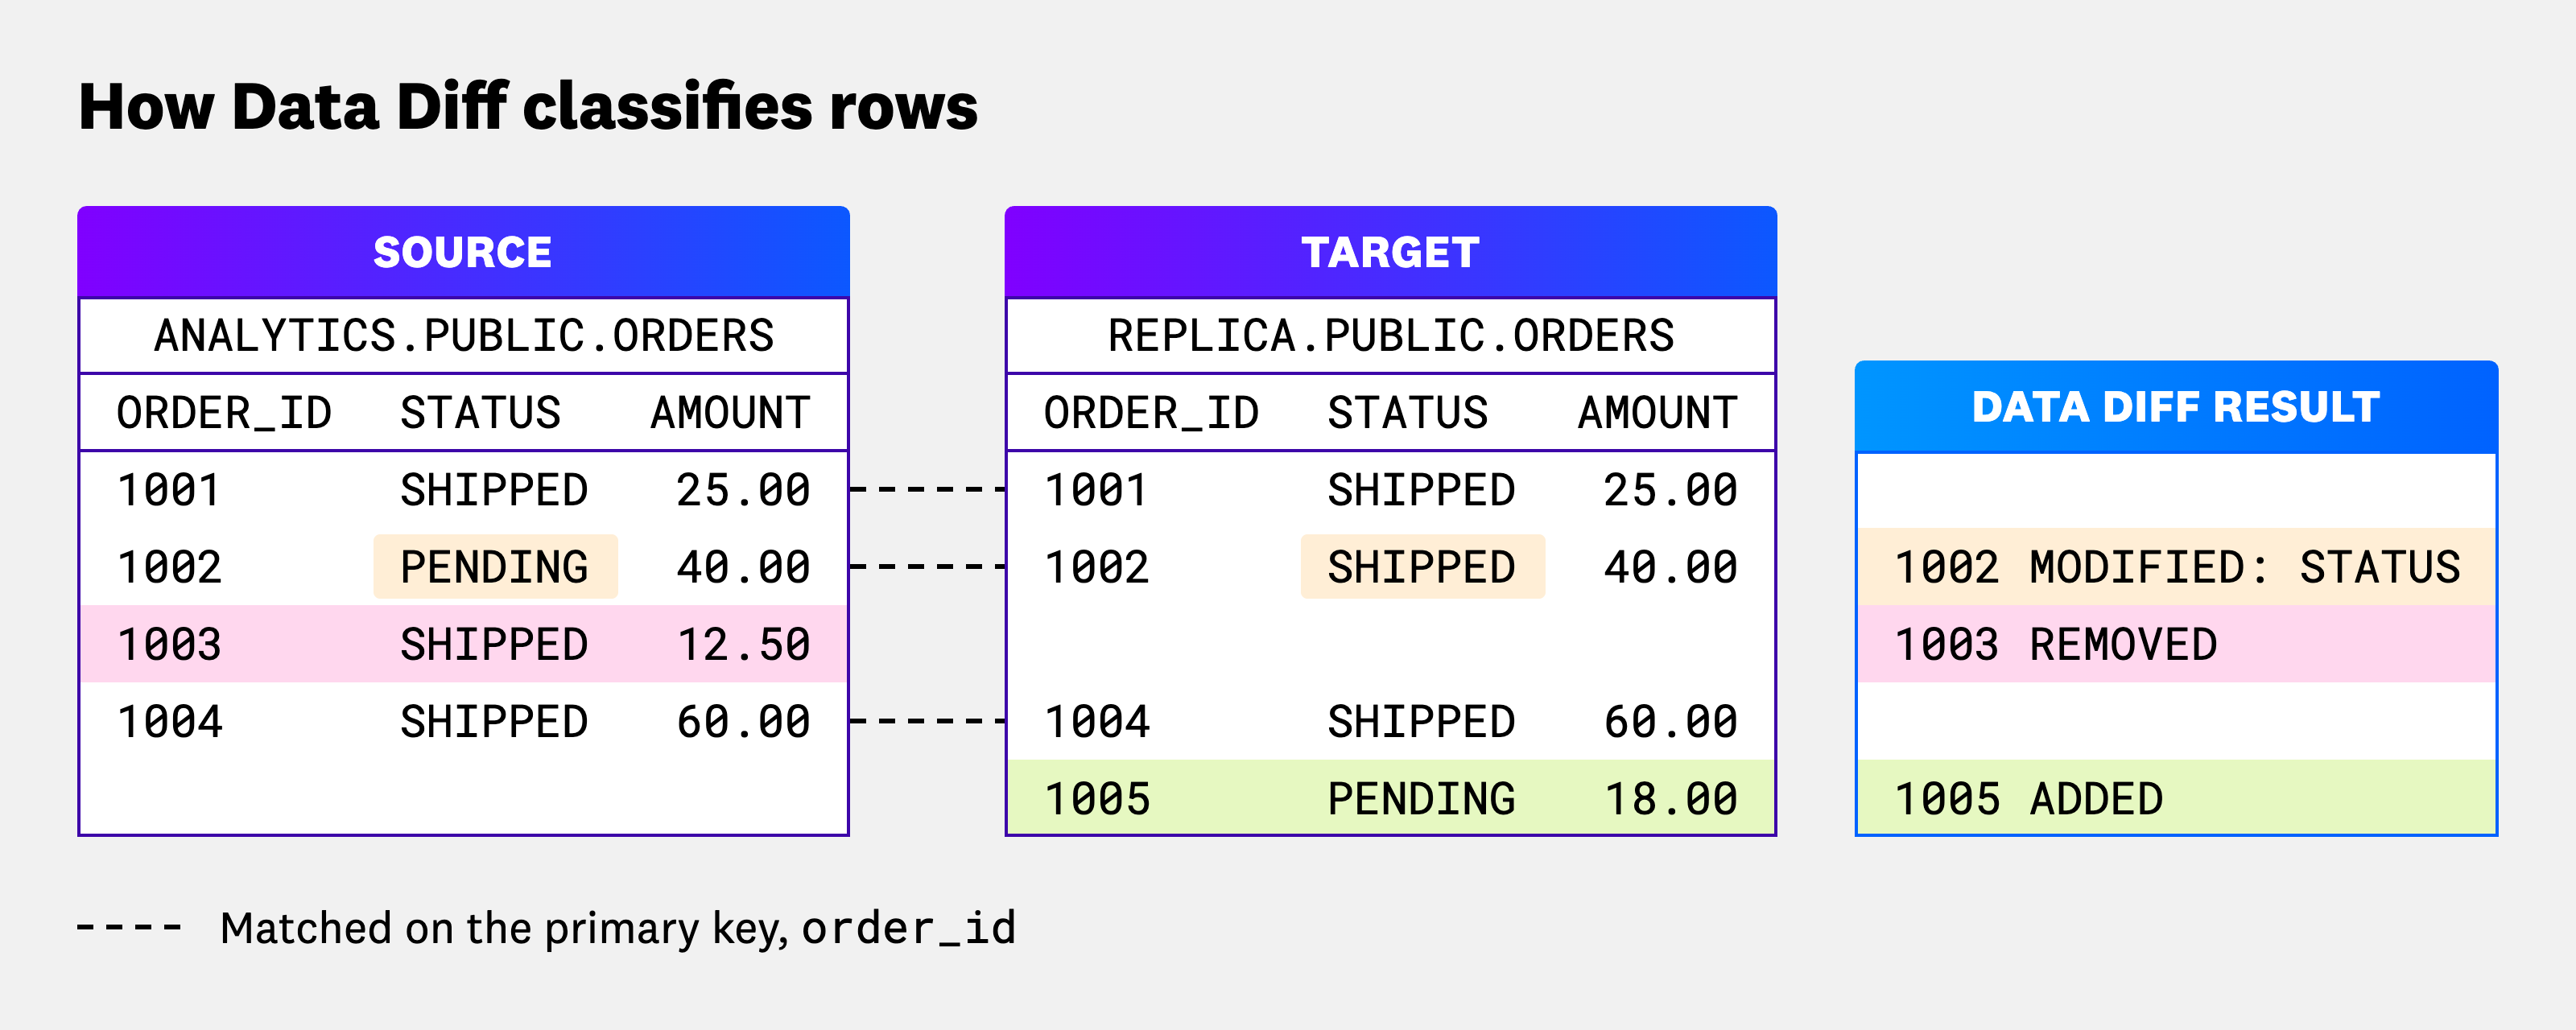 How Data Diff classifies rows
SOURCE
ANALYTICS.PUBLIC.ORDERS
ORDER_ID STATUS AMOUNT
1001 SHIPPED 25.00
1002 PENDING 40.00
1003 SHIPPED 12.50
1004 SHIPPED 60.00
TARGET
REPLICA.PUBLIC.ORDERS
ORDER_ID STATUS AMOUNT
1001 SHIPPED 25.00
1002 SHIPPED 40.00
1004 SHIPPED 60.00
1005 PENDING 18.00
DATA DIFF RESULT
1002 MODIFIED: STATUS
1003 REMOVED
1005 ADDED
Matched on the primary key, order_id